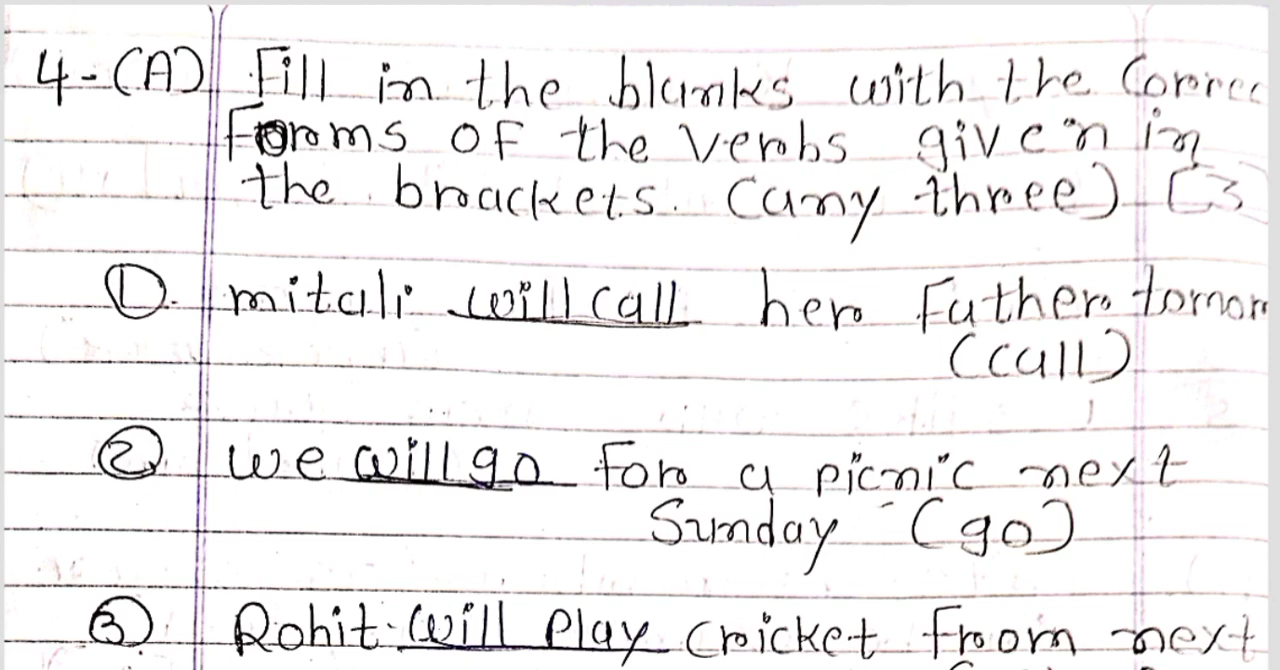 4-(A) Fill in the blanks with the Correc
Forms OF the Verbs given in
the brackets. (any three) [3
①. mitali will call her Father tomor
(call)
② we will go For a picnic next
Sunday - (go)
③ Rohit will Play Cricket From next